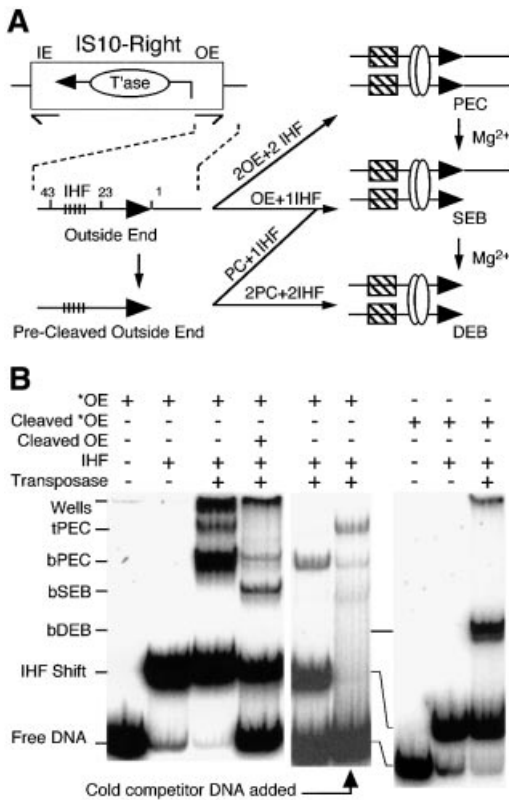 A
IS10-Right
IE
OE
T'ase
43
IHF
23
1
Outside End
Pre-Cleaved Outside End
2OE+2 IHF
OE+1IHF
PC+1IHF
2PC+2IHF
PEC
Mg2+
SEB
Mg2+
DEB
B
*OE + + + + + + - - -
Cleaved *OE - - - - - - + + +
Cleaved OE - - - + - - - - -
IHF - + + + + + - + +
Transposase - - + + + + - - +
Wells
tPEC
bPEC
bSEB
bDEB
IHF Shift
Free DNA
Cold competitor DNA added